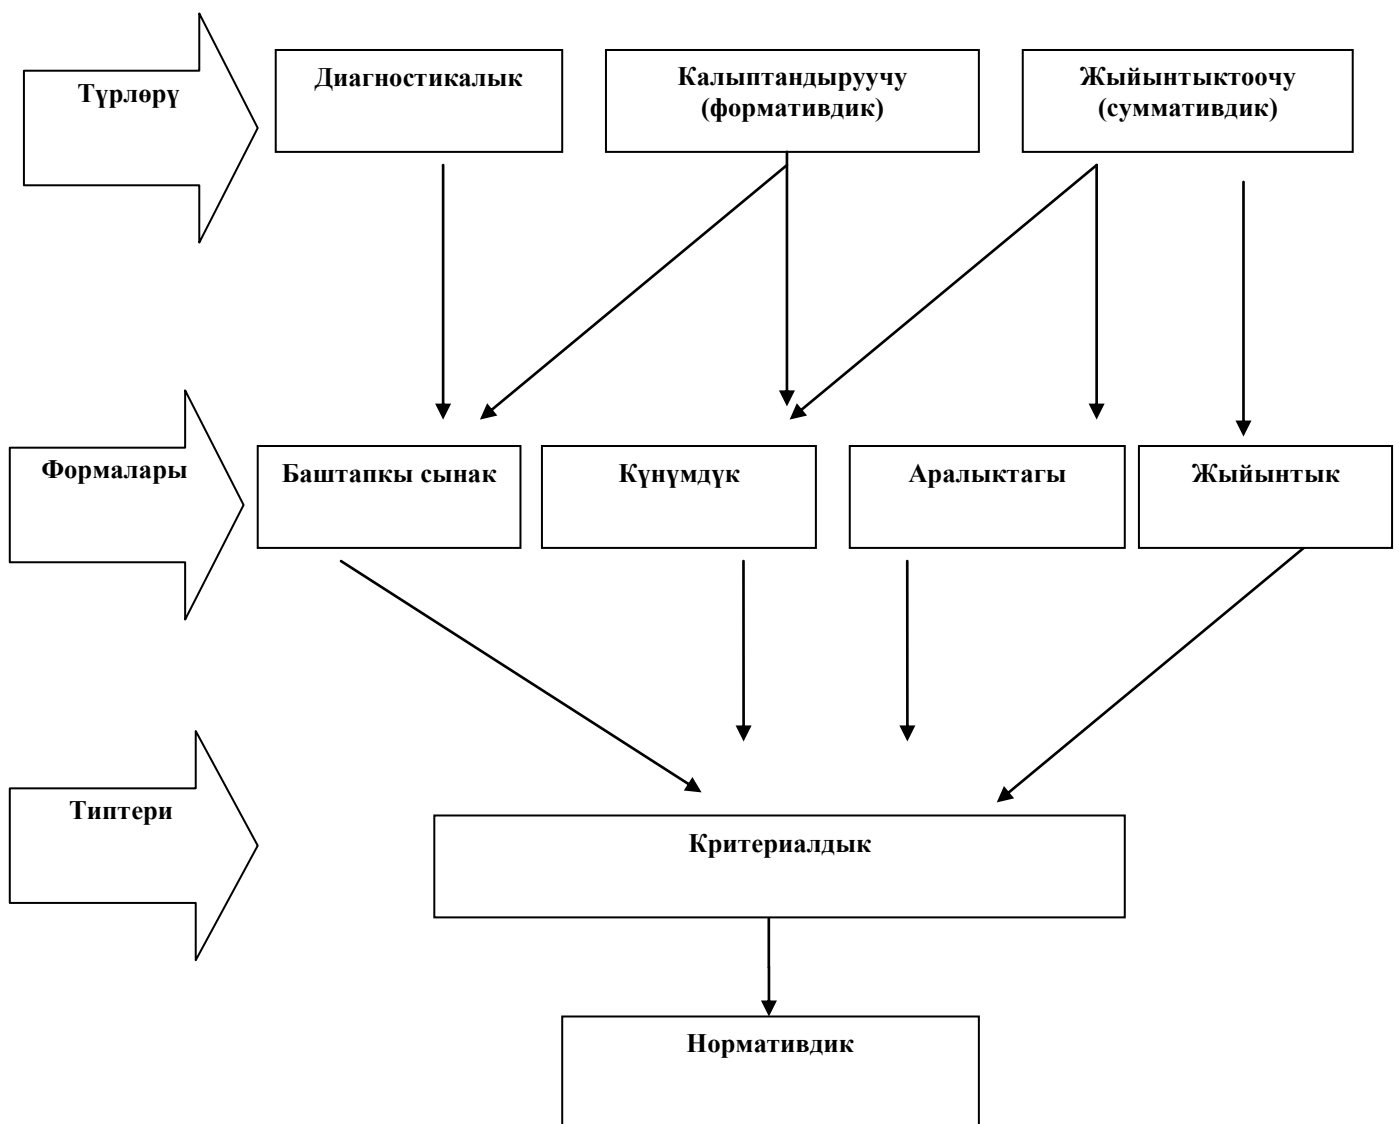 Түрлөрү
Диагностикалык
Калыптандыруучу
(формативдик)
Жыйынтыктоочу
(суммативдик)
Формалары
Баштапкы сынак
Күнүмдүк
Аралыктагы
Жыйынтык
Типтери
Критериалдык
Нормативдик